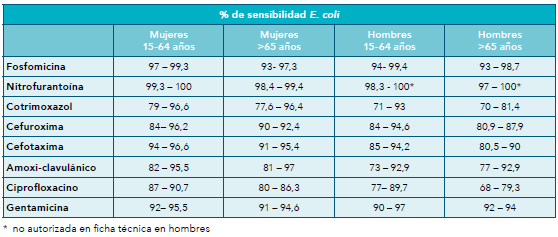 % de sensibilidad E. coli
Mujeres 15-64 años Mujeres >65 años Hombres 15-64 años Hombres >65 años
Fosfomicina 97 – 99,3 93- 97,3 94- 99,4 93 – 98,7
Nitrofurantoína 99,3 – 100 98,4 – 99,4 98,3 - 100* 97 – 100*
Cotrimoxazol 79 – 96,6 77,6 – 96,4 71 – 93 70 – 81,4
Cefuroxima 84– 96,2 90 – 92,4 84 – 94,6 80,9 – 87,9
Cefotaxima 94 – 96,6 91 – 95,4 85 – 94,2 80,5 – 90
Amoxi-clavulánico 82 – 95,5 81 – 97 73 – 92,9 77 – 92,9
Ciprofloxacino 87 – 90,7 80 – 86,3 77– 89,7 68 – 79,3
Gentamicina 92– 95,5 91 – 94,6 90 – 97 92 – 94
* no autorizada en ficha técnica en hombres